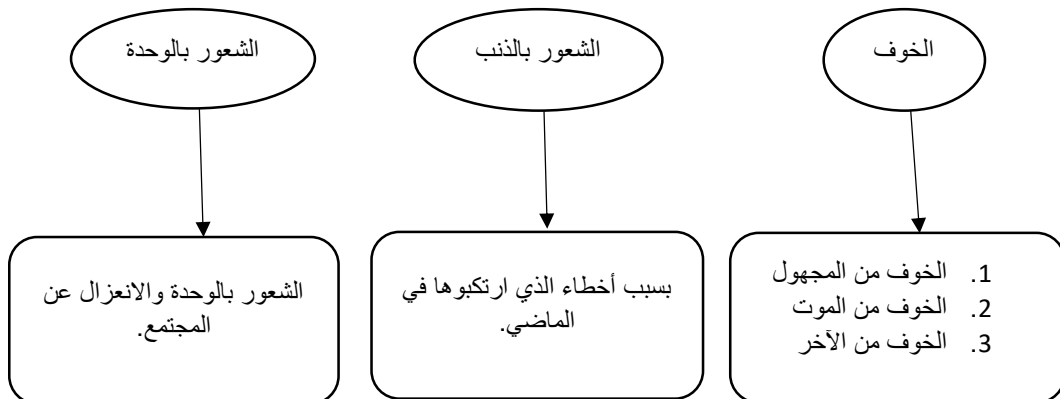 الخوف
الشعور بالذنب
الشعور بالوحدة
1. الخوف من المجهول
2. الخوف من الموت
3. الخوف من الآخر
بسبب أخطاء الذي ارتكبوها في
الماضي.
الشعور بالوحدة والانعزال عن
المجتمع.